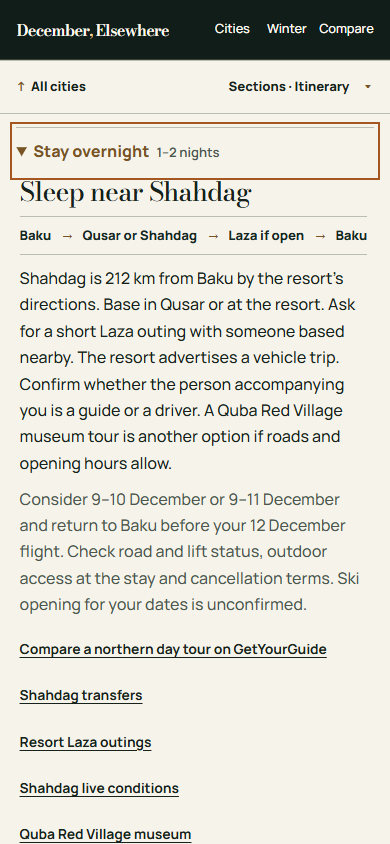 December, Elsewhere Cities Winter Compare
↑ All cities Sections · Itinerary
▼ Stay overnight 1–2 nights
Sleep near Shahdag
Baku → Qusar or Shahdag → Laza if open → Baku
Shahdag is 212 km from Baku by the resort’s
directions. Base in Qusar or at the resort. Ask
for a short Laza outing with someone based
nearby. The resort advertises a vehicle trip.
Confirm whether the person accompanying
you is a guide or a driver. A Quba Red Village
museum tour is another option if roads and
opening hours allow.
Consider 9–10 December or 9–11 December
and return to Baku before your 12 December
flight. Check road and lift status, outdoor
access at the stay and cancellation terms. Ski
opening for your dates is unconfirmed.
Compare a northern day tour on GetYourGuide
Shahdag transfers
Resort Laza outings
Shahdag live conditions
Quba Red Village museum